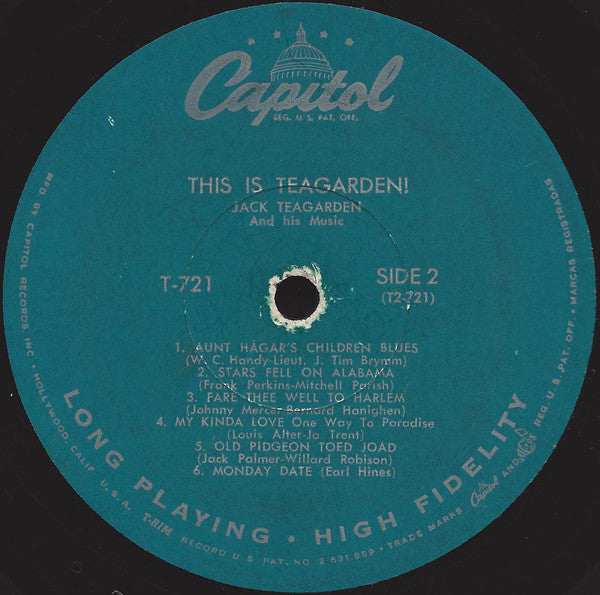 Capitol
REG. U. S. PAT. OFF.
THIS IS TEAGARDEN!
JACK TEAGARDEN
And his Music
T-721
SIDE 2
(T2-721)
1. AUNT HAGAR'S CHILDREN BLUES
(W. C. Handy-Lieut. J. Tim Brymm)
2. STARS FELL ON ALABAMA
(Frank Perkins-Mitchell Parish)
3. FARE THEE WELL TO HARLEM
(Johnny Mercer-Bernard Hanighen)
4. MY KINDA LOVE One Way To Paradise
(Louis Alter-Jo Trent)
5. OLD PIDGEON TOED JOAD
(Jack Palmer-Willard Robison)
6. MONDAY DATE (Earl Hines)
LONG PLAYING • HIGH FIDELITY
MFD BY CAPITOL RECORDS, INC • HOLLYWOOD, CALIF U.S.A. T-RIM RECORD U.S PAT. NO. 2 631 859 • TRADE MARKS Capitol AND REG. U.S. PAT. OFF. • MARCAS REGISTRADAS